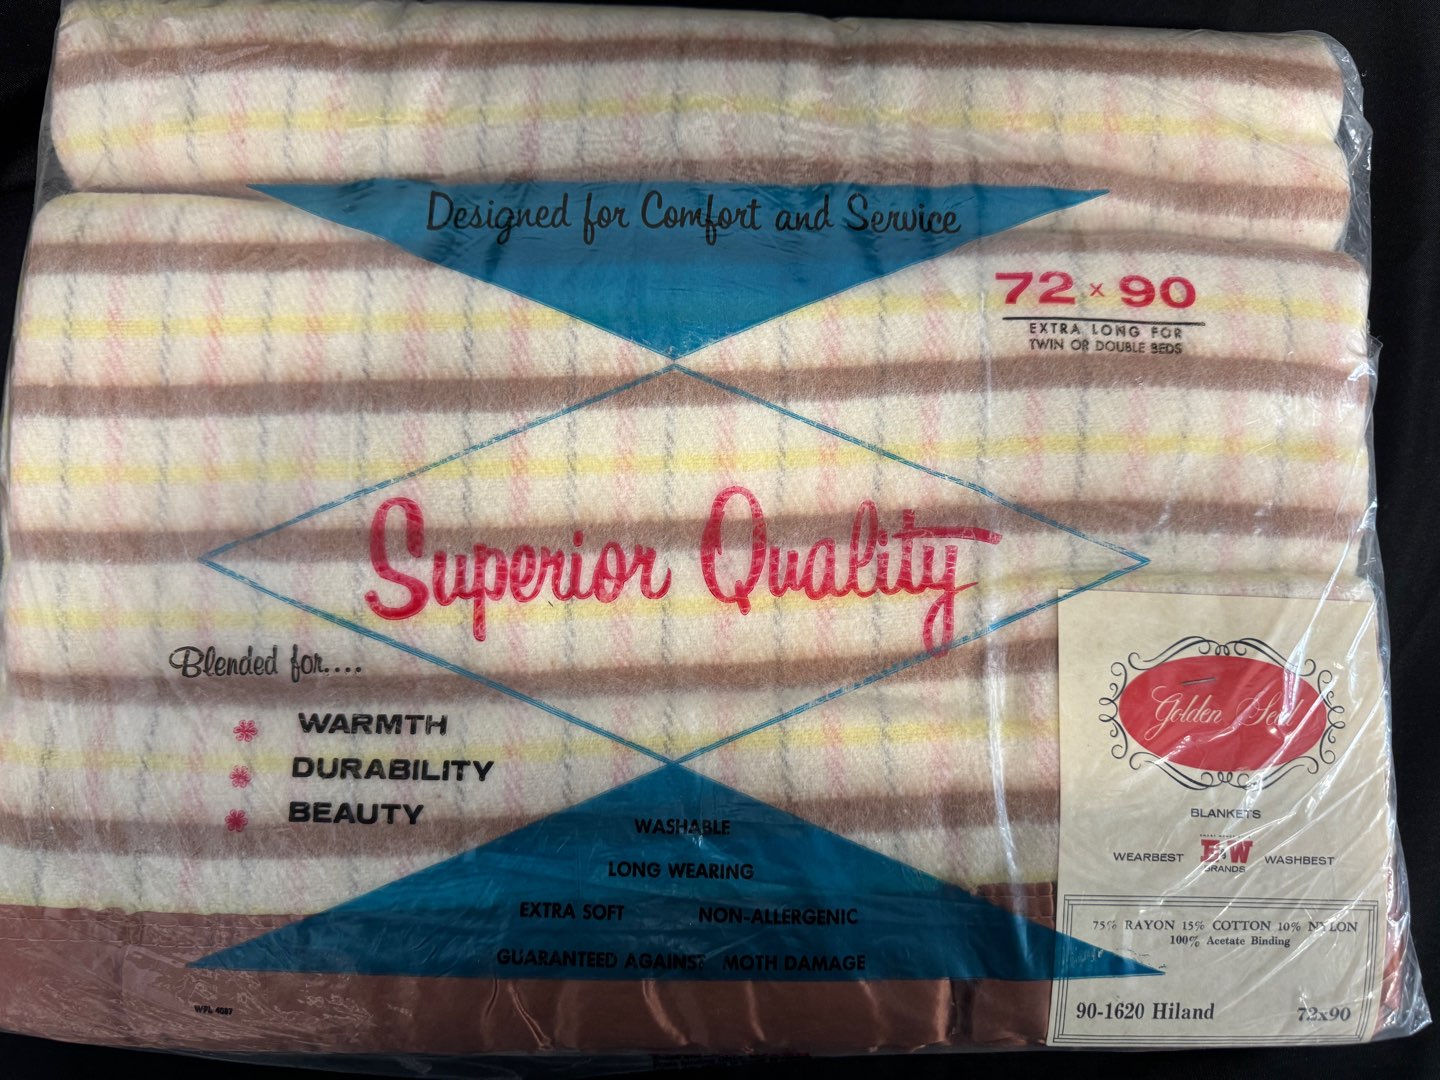 Designed for Comfort and Service
72 x 90
EXTRA LONG FOR
TWIN OR DOUBLE BEDS
Superior Quality
Blended for....
WARMTH
DURABILITY
BEAUTY
WASHABLE
LONG WEARING
EXTRA SOFT NON-ALLERGENIC
GUARANTEED AGAINST MOTH DAMAGE
WPL 4087
Golden Seal
BLANKETS
WEARBEST WASHBEST
BRANDS
75% RAYON 15% COTTON 10% NYLON
100% Acetate Binding
90-1620 Hiland 72x90